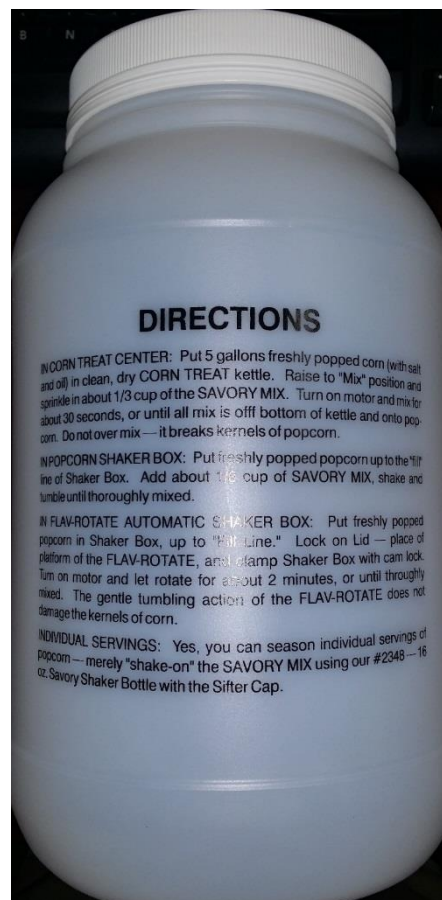 B N
DIRECTIONS
IN CORN TREAT CENTER: Put 5 gallons freshly popped corn (with salt
and oil) in clean, dry CORN TREAT kettle. Raise to "Mix" position and
sprinkle in about 1/3 cup of the SAVORY MIX. Turn on motor and mix for
about 30 seconds, or until all mix is offf bottom of kettle and onto pop-
corn. Do not over mix — it breaks kernels of popcorn.
IN POPCORN SHAKER BOX: Put freshly popped popcorn up to the "fill"
line of Shaker Box. Add about cup of SAVORY MIX, shake and
tumble until thoroughly mixed.
IN FLAV-ROTATE AUTOMATIC SHAKER BOX: Put freshly popped
popcorn in Shaker Box, up to "Fill Line." Lock on Lid — place of
platform of the FLAV-ROTATE, and clamp Shaker Box with cam lock.
Turn on motor and let rotate for about 2 minutes, or until throughly
mixed. The gentle tumbling action of the FLAV-ROTATE does not
damage the kernels of corn.
INDIVIDUAL SERVINGS: Yes, you can season individual servings of
popcorn — merely "shake-on" the SAVORY MIX using our #2348 — 16
oz. Savory Shaker Bottle with the Sifter Cap.